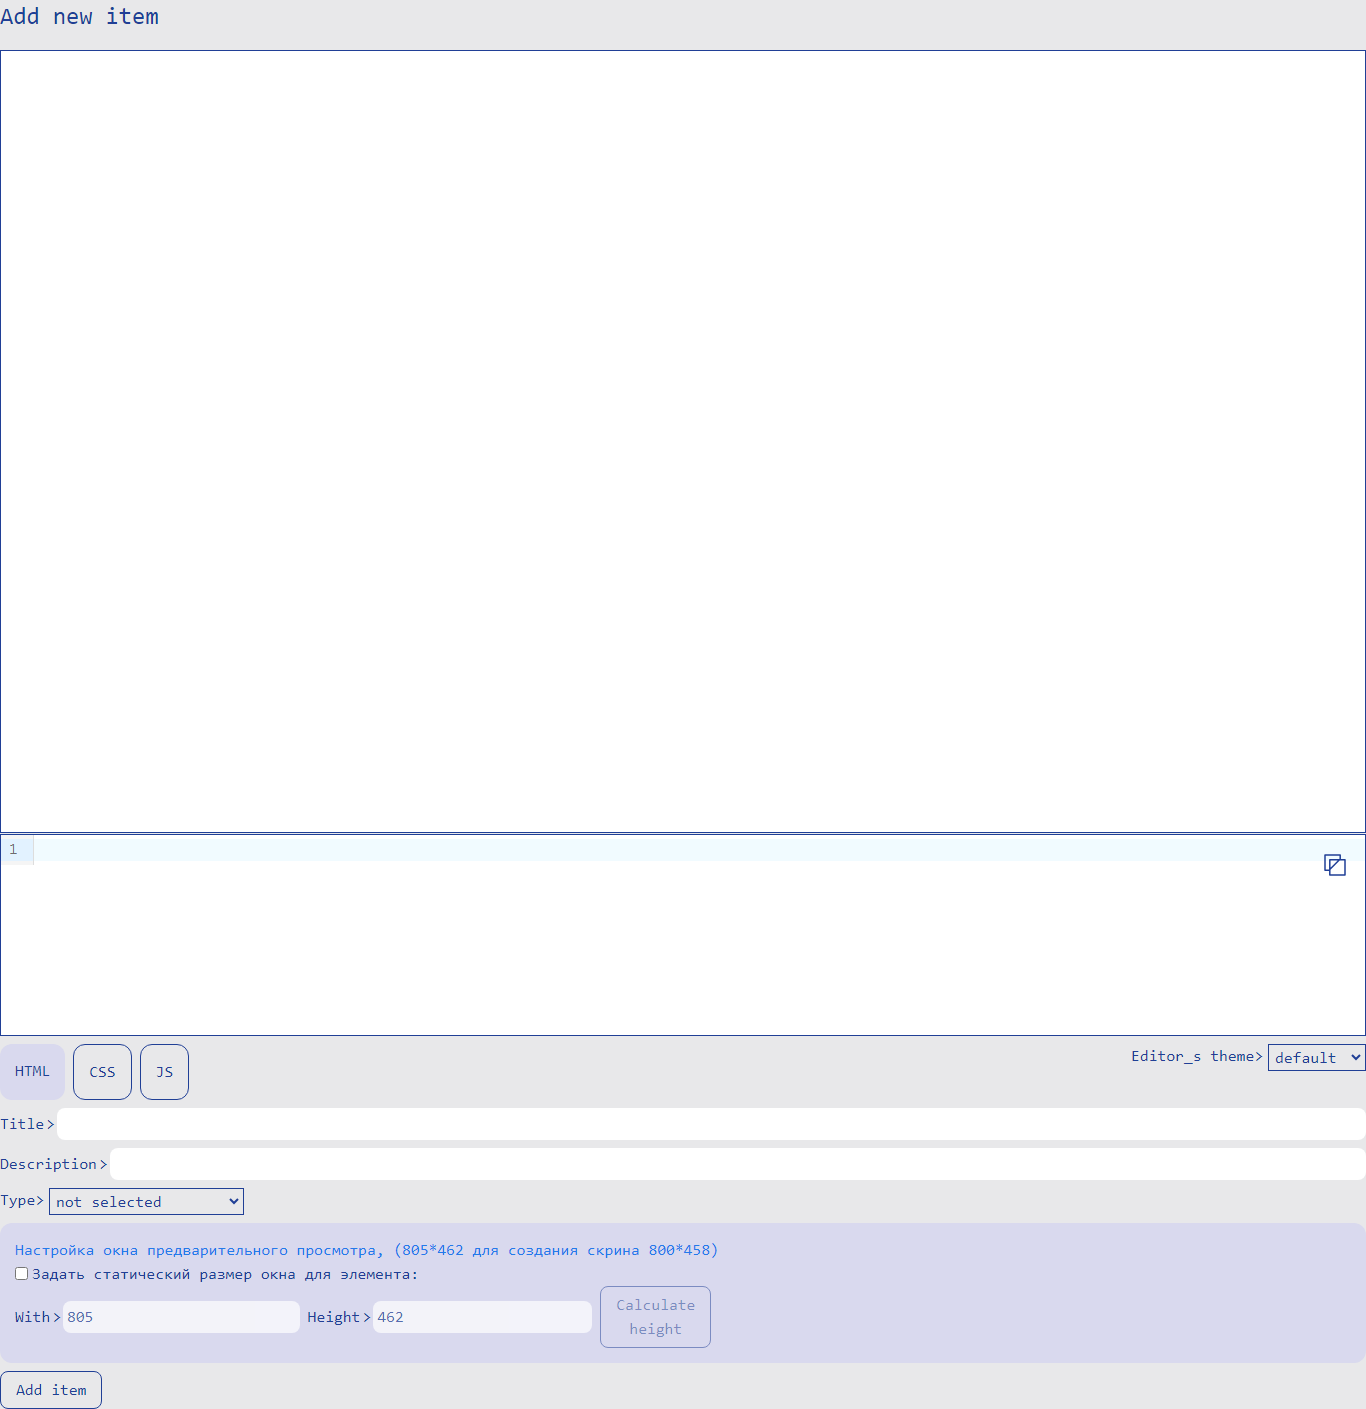 Add new item
1
HTML CSS JS Editor_s theme> default
Title>
Description>
Type> not selected
Настройка окна предварительного просмотра, (805*462 для создания скрина 800*458)
Задать статический размер окна для элемента:
With> 805 Height> 462 Calculate
height
Add item